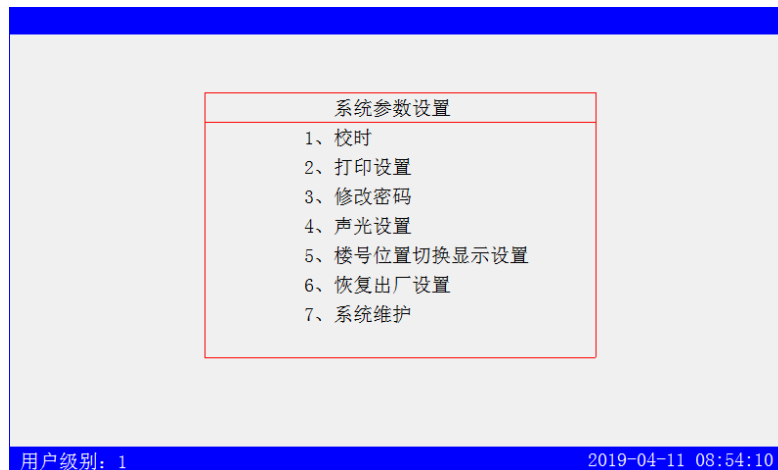 系统参数设置
1、校时
2、打印设置
3、修改密码
4、声光设置
5、楼号位置切换显示设置
6、恢复出厂设置
7、系统维护
用户级别：1 2019-04-11 08:54:10